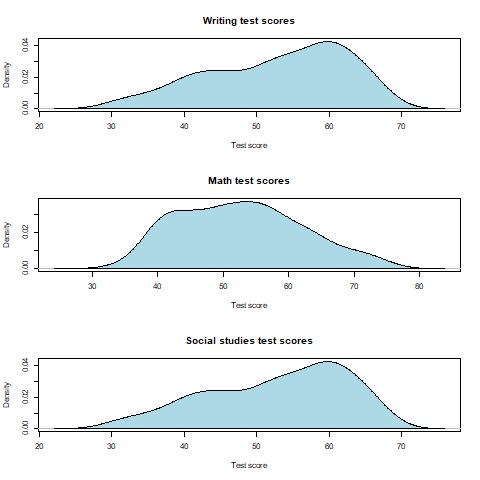 Writing test scores
Density
0.00 0.02 0.04
20 30 40 50 60 70
Test score
Math test scores
Density
0.00 0.02
30 40 50 60 70 80
Test score
Social studies test scores
Density
0.00 0.02 0.04
20 30 40 50 60 70
Test score